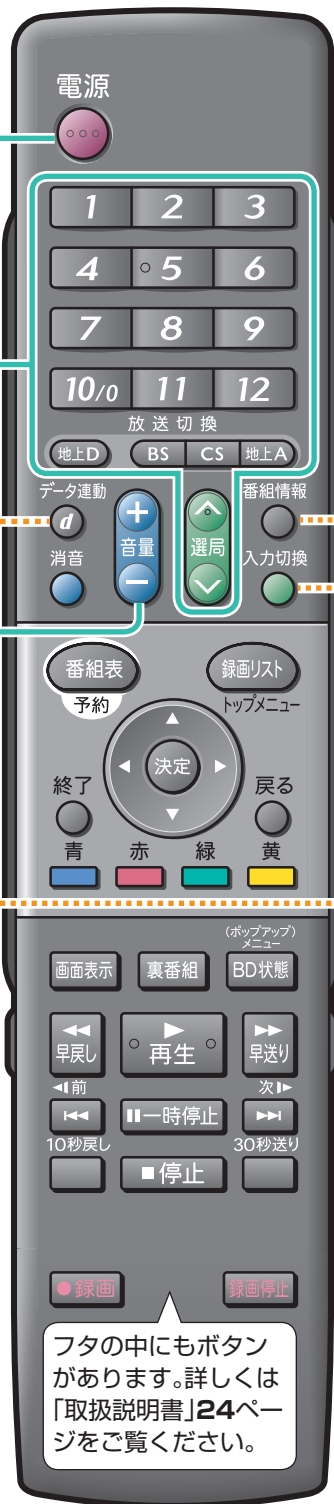 電源
1 2 3
4 5 6
7 8 9
10/0 11 12
放送切換
地上D BS CS 地上A
データ連動 番組情報
d + 音量 − 選局
消音 入力切換
番組表 録画リスト
予約 トップメニュー
決定
終了 戻る
青 赤 緑 黄
(ポップアップ)
メニュー
画面表示 裏番組 BD状態
早戻し 再生 早送り
前 次
一時停止
10秒戻し 30秒送り
停止
録画 録画停止
フタの中にもボタン
があります。詳しくは
「取扱説明書」24ペー
ジをご覧ください。